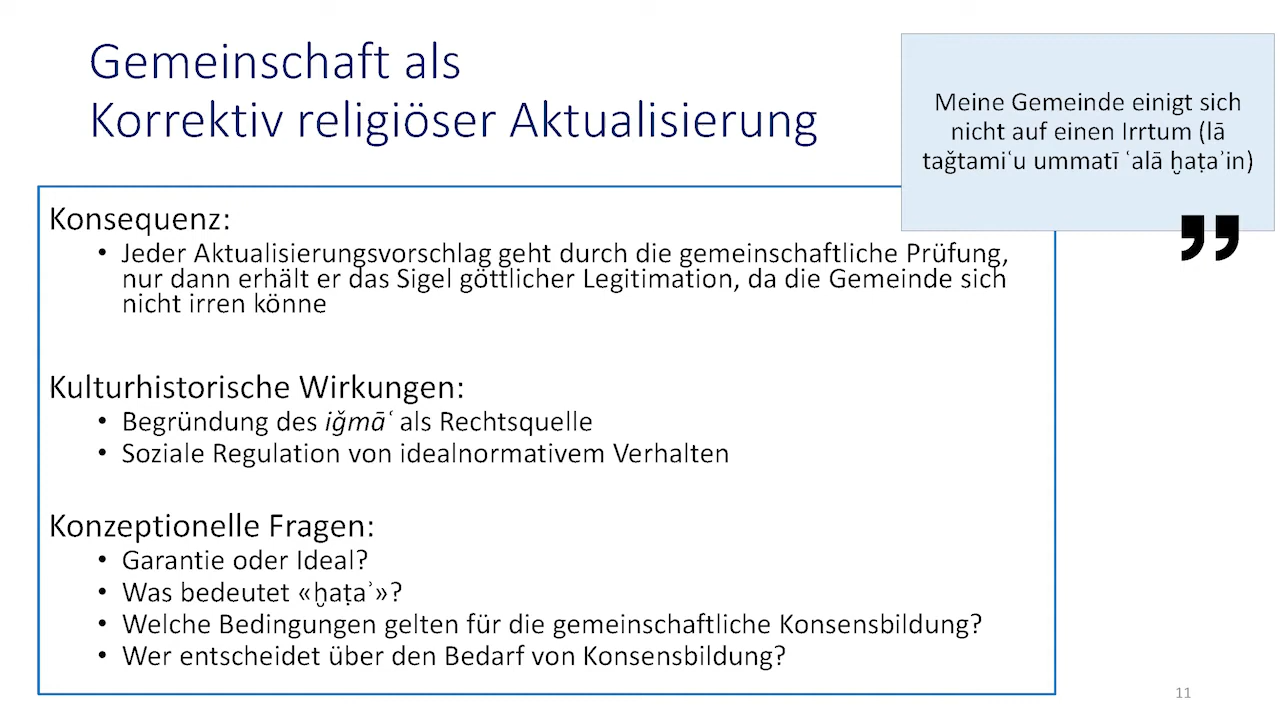 Gemeinschaft als
Korrektiv religiöser Aktualisierung
Meine Gemeinde einigt sich
nicht auf einen Irrtum (lā
taǧtamiʿu ummatī ʿalā ḫaṭaʾin)
”
Konsequenz:
• Jeder Aktualisierungsvorschlag geht durch die gemeinschaftliche Prüfung,
nur dann erhält er das Sigel göttlicher Legitimation, da die Gemeinde sich
nicht irren könne
Kulturhistorische Wirkungen:
• Begründung des iǧmāʿ als Rechtsquelle
• Soziale Regulation von idealnormativem Verhalten
Konzeptionelle Fragen:
• Garantie oder Ideal?
• Was bedeutet «ḫaṭaʾ»?
• Welche Bedingungen gelten für die gemeinschaftliche Konsensbildung?
• Wer entscheidet über den Bedarf von Konsensbildung?
11